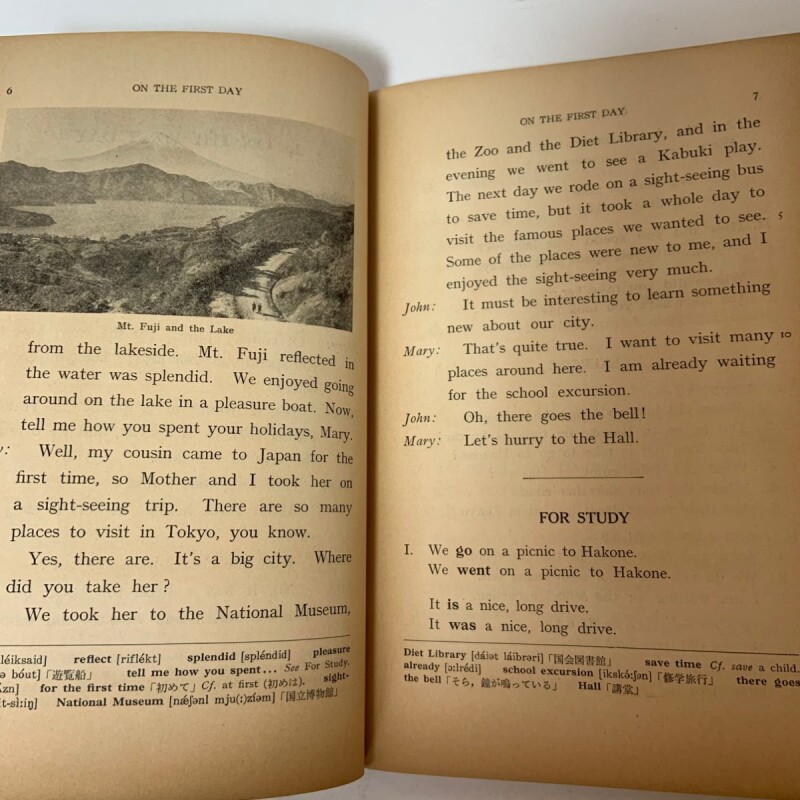 6
ON THE FIRST DAY
Mt. Fuji and the Lake
from the lakeside. Mt. Fuji reflected in
the water was splendid. We enjoyed going
around on the lake in a pleasure boat. Now,
tell me how you spent your holidays, Mary.
Well, my cousin came to Japan for the
first time, so Mother and I took her on
a sight-seeing trip. There are so many
places to visit in Tokyo, you know.
Yes, there are. It's a big city. Where
did you take her?
We took her to the National Museum,
léiksaid] reflect [riflékt] splendid [spléndid] pleasure
bóut]「遊覧船」 tell me how you spent... See For Study.
for the first time「初めて」Cf. at first (初めは). sight-
National Museum [nǽʃənl mju(:)zíəm]「国立博物館」
ON THE FIRST DAY
7
the Zoo and the Diet Library, and in the
evening we went to see a Kabuki play.
The next day we rode on a sight-seeing bus
to save time, but it took a whole day to
visit the famous places we wanted to see. 5
Some of the places were new to me, and I
enjoyed the sight-seeing very much.
John: It must be interesting to learn something
new about our city.
Mary: That's quite true. I want to visit many 10
places around here. I am already waiting
for the school excursion.
John: Oh, there goes the bell!
Mary: Let's hurry to the Hall.
FOR STUDY
I. We go on a picnic to Hakone.
We went on a picnic to Hakone.
It is a nice, long drive.
It was a nice, long drive.
Diet Library [dáiət láibrəri]「国会図書館」 save time Cf. save a child.
already [ɔ:lrédi] school excursion [ikskə́:ʃən]「修学旅行」 there goes
the bell「そら，鐘が鳴っている」 Hall「講堂」